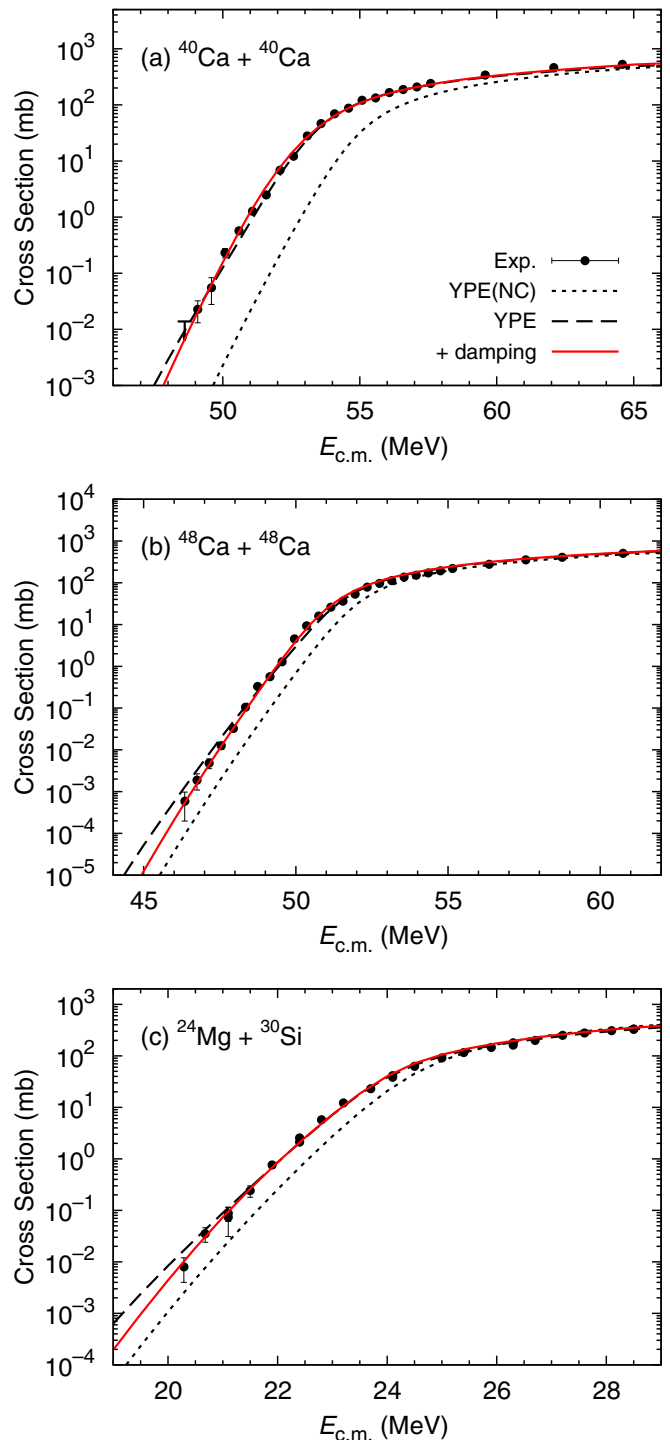 10³
10²
10¹
10⁰
10⁻¹
10⁻²
10⁻³
Cross Section (mb)
(a) ⁴⁰Ca + ⁴⁰Ca
Exp.
YPE(NC)
YPE
+ damping
50 55 60 65
E_c.m. (MeV)
10⁴
10³
10²
10¹
10⁰
10⁻¹
10⁻²
10⁻³
10⁻⁴
10⁻⁵
Cross Section (mb)
(b) ⁴⁸Ca + ⁴⁸Ca
45 50 55 60
E_c.m. (MeV)
10³
10²
10¹
10⁰
10⁻¹
10⁻²
10⁻³
10⁻⁴
Cross Section (mb)
(c) ²⁴Mg + ³⁰Si
20 22 24 26 28
E_c.m. (MeV)